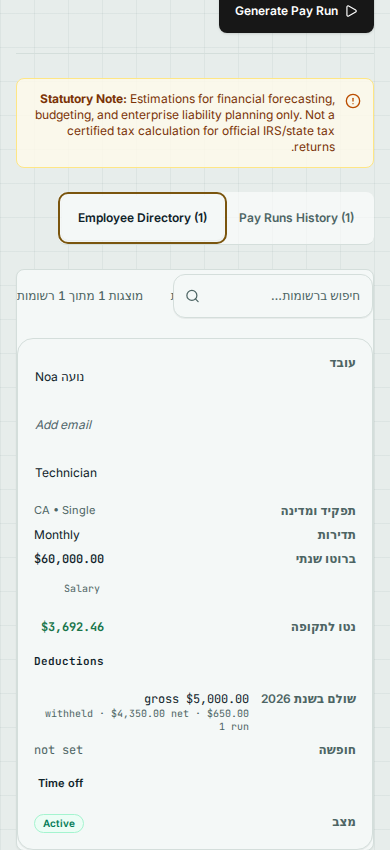 Generate Pay Run
Statutory Note: Estimations for financial forecasting,
budgeting, and enterprise liability planning only. Not a
certified tax calculation for official IRS/state tax
.returns
Employee Directory (1)
Pay Runs History (1)
חיפוש ברשומות...
מוצגות 1 מתוך 1 רשומות
עובד
Noa נועה
Add email
Technician
תפקיד ומדינה
CA • Single
תדירות
Monthly
ברוטו שנתי
$60,000.00
Salary
נטו לתקופה
$3,692.46
Deductions
שולם בשנת 2026
gross $5,000.00
withheld · $4,350.00 net · $650.00
1 run
חופשה
not set
Time off
מצב
Active